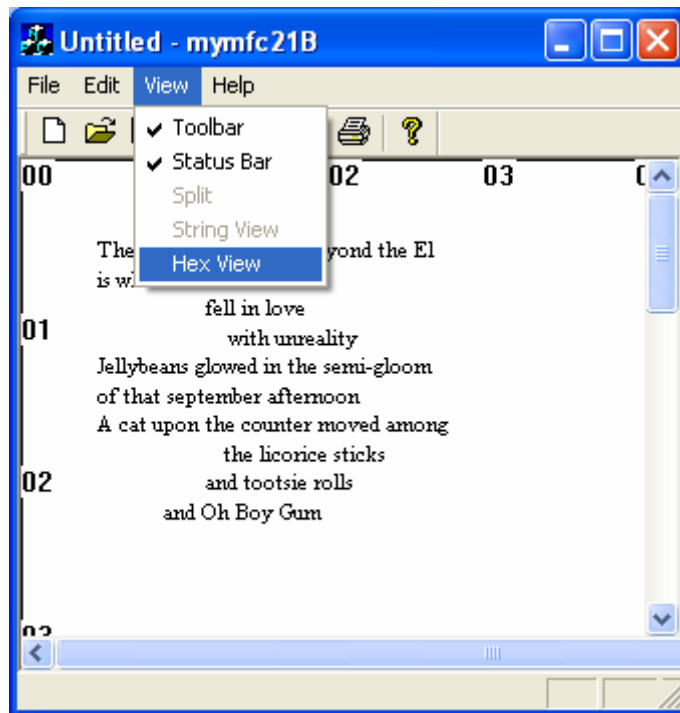 Untitled - mymfc21B
File Edit View Help
Toolbar
Status Bar
Split
String View
Hex View
00 02 03
The yond the El
is
fell in love
01
with unreality
Jellybeans glowed in the semi-gloom
of that september afternoon
A cat upon the counter moved among
the licorice sticks
02 and tootsie rolls
and Oh Boy Gum